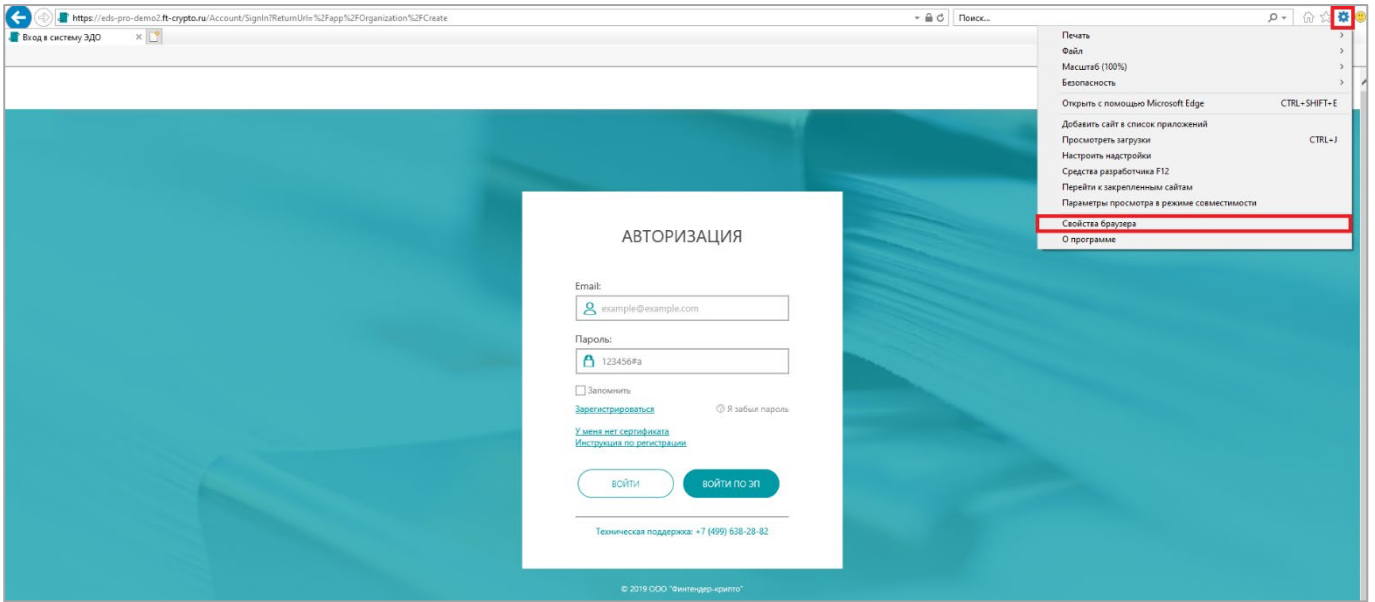 https://eds-pro-demo2.ft-crypto.ru/Account/SignIn?ReturnUrl=%2Fapp%2FOrganization%2FCreate
Поиск...
Вход в систему ЭДО
Печать
Файл
Масштаб (100%)
Безопасность
Открыть с помощью Microsoft Edge CTRL+SHIFT+E
Добавить сайт в список приложений
Просмотреть загрузки CTRL+J
Настроить надстройки
Средства разработчика F12
Перейти к закрепленным сайтам
Параметры просмотра в режиме совместимости
Свойства браузера
О программе
АВТОРИЗАЦИЯ
Email:
example@example.com
Пароль:
123456#a
Запомнить
Зарегистрироваться Я забыл пароль
У меня нет сертификата
Инструкция по регистрации
ВОЙТИ ВОЙТИ ПО ЭП
Техническая поддержка: +7 (499) 638-28-82
© 2019 ООО "Финтендер-крипто"